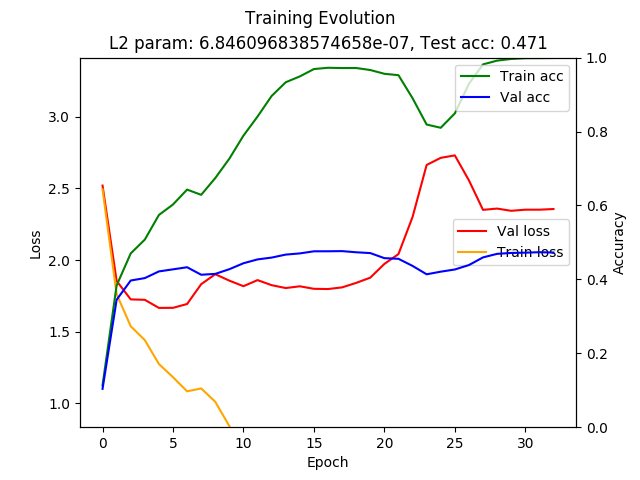 Training Evolution
L2 param: 6.846096838574658e-07, Test acc: 0.471
Train acc
Val acc
Val loss
Train loss
Loss
3.0
2.5
2.0
1.5
1.0
Accuracy
1.0
0.8
0.6
0.4
0.2
0.0
0 5 10 15 20 25 30
Epoch